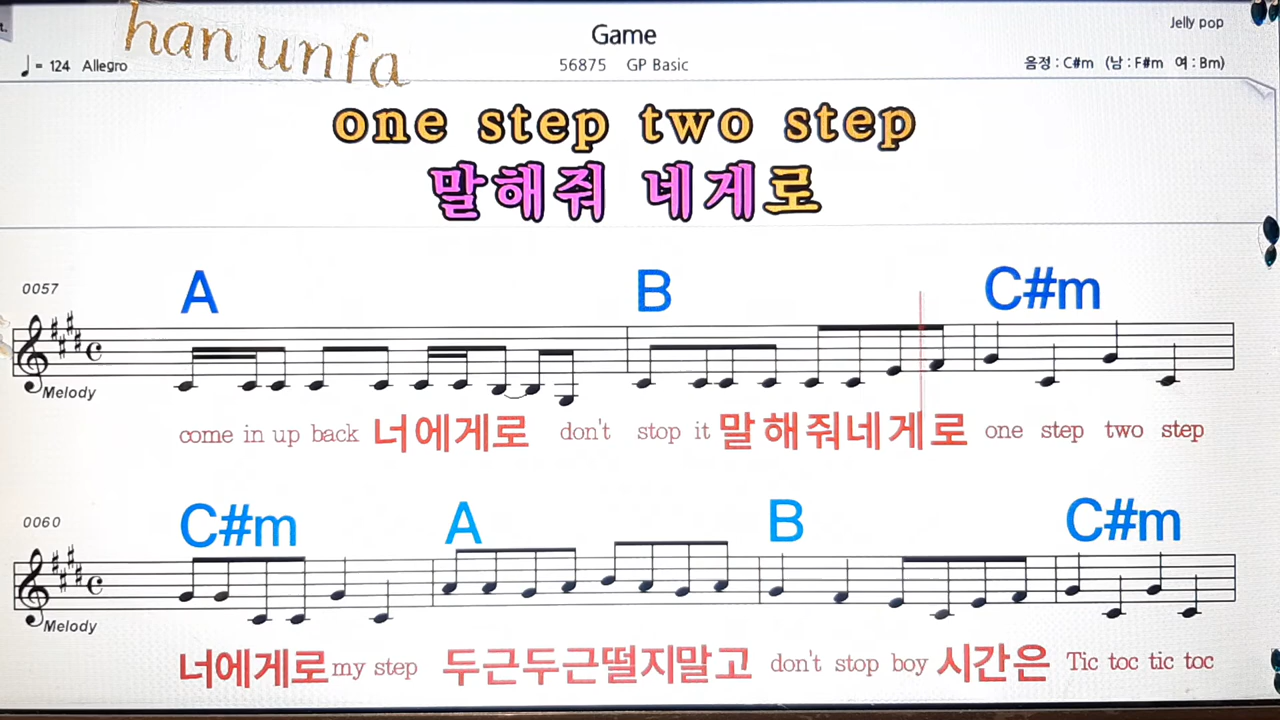 t.
han unfa
Game
Jelly pop
♩ = 124 Allegro
56875 GP Basic
음정 : C#m (남 : F#m 여 : Bm)
one step two step
말해줘 네게로
0057
A B C#m
Melody
come in up back 너에게로 don't stop it 말해줘네게로 one step two step
0060
C#m A B C#m
Melody
너에게로 my step 두근두근떨지말고 don't stop boy 시간은 Tic toc tic toc